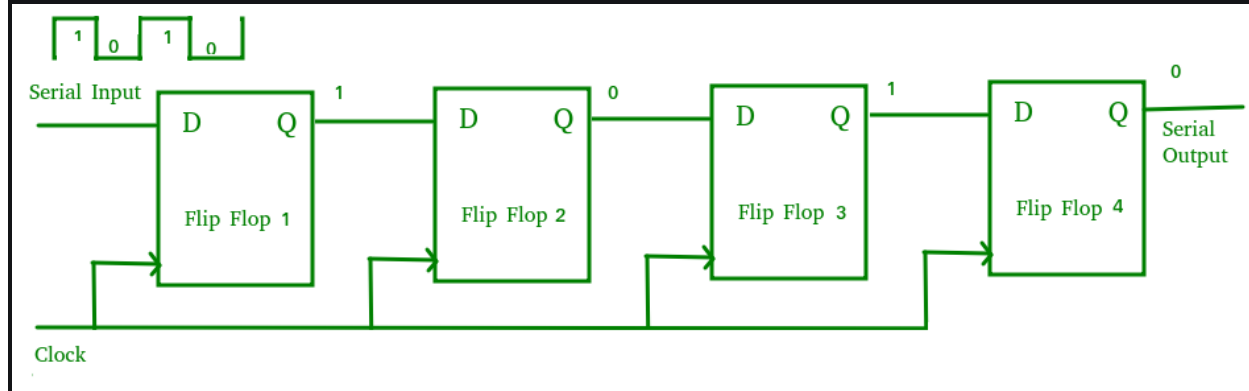 1 0 1 0
Serial Input
1
0
1
0
D Q
D Q
D Q
D Q
Serial
Output
Flip Flop 1
Flip Flop 2
Flip Flop 3
Flip Flop 4
Clock